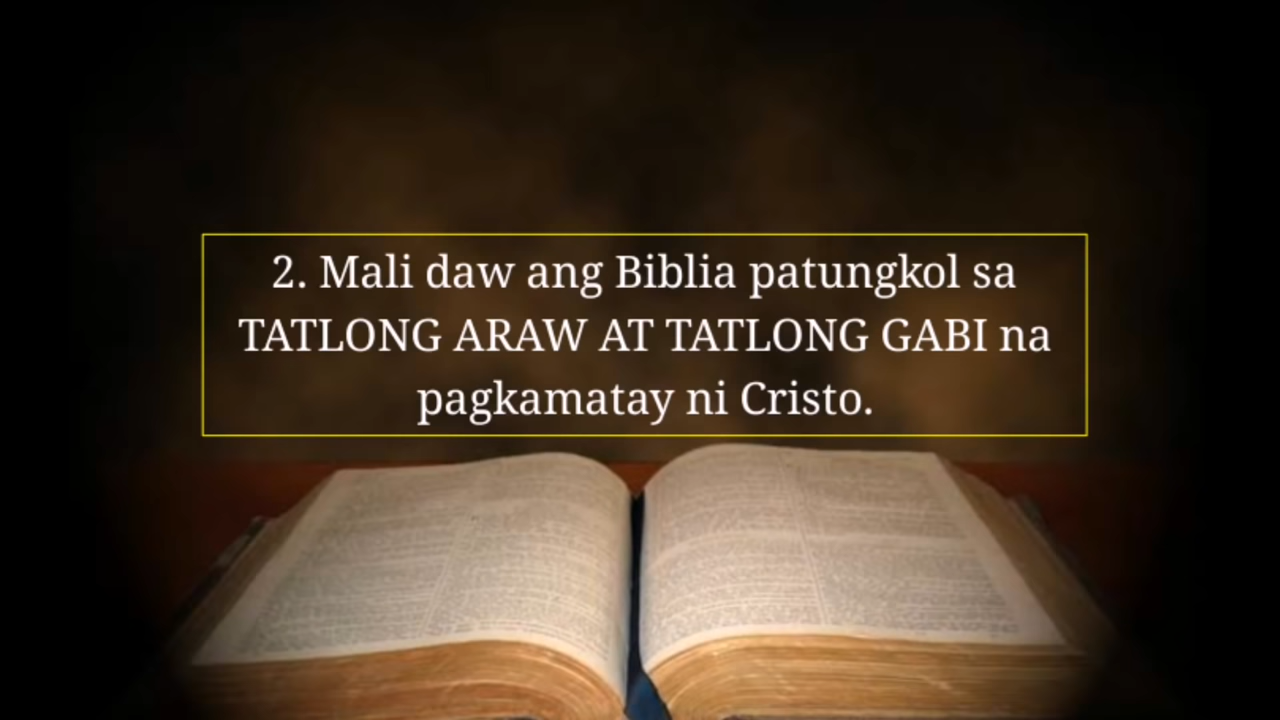 2. Mali daw ang Biblia patungkol sa
TATLONG ARAW AT TATLONG GABI na
pagkamatay ni Cristo.